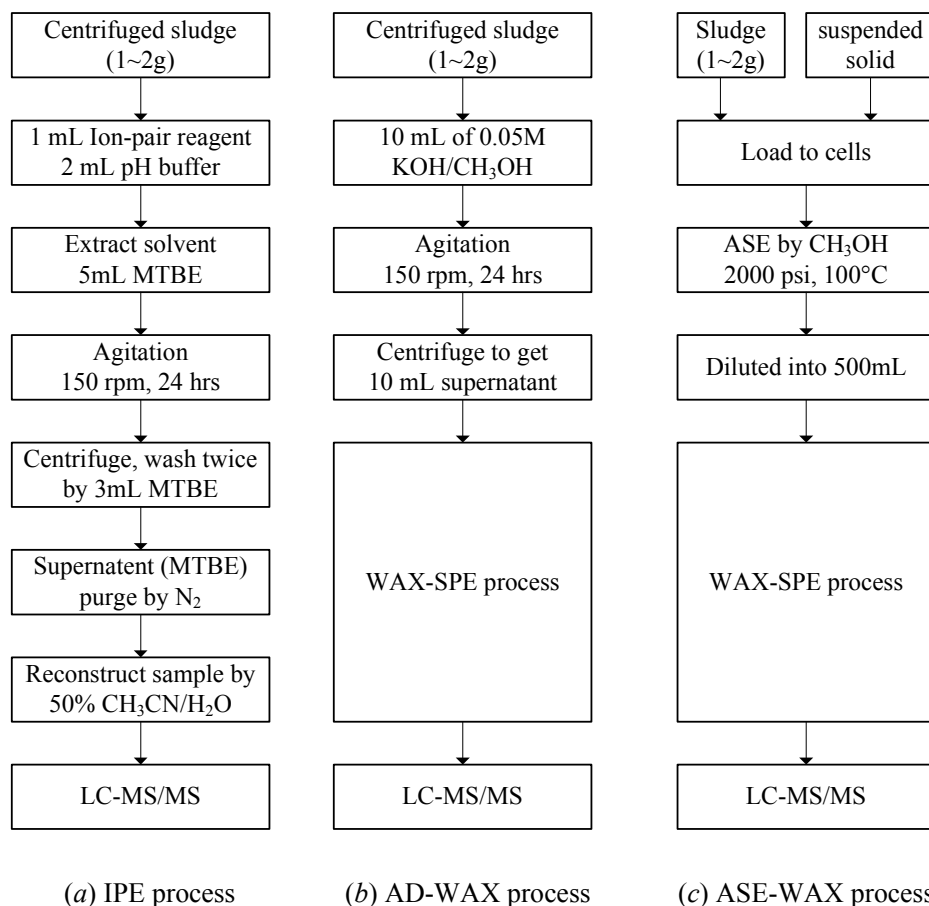 Centrifuged sludge
(1~2g)
1 mL Ion-pair reagent
2 mL pH buffer
Extract solvent
5mL MTBE
Agitation
150 rpm, 24 hrs
Centrifuge, wash twice
by 3mL MTBE
Supernatent (MTBE)
purge by N₂
Reconstruct sample by
50% CH₃CN/H₂O
LC-MS/MS
(a) IPE process
Centrifuged sludge
(1~2g)
10 mL of 0.05M
KOH/CH₃OH
Agitation
150 rpm, 24 hrs
Centrifuge to get
10 mL supernatant
WAX-SPE process
LC-MS/MS
(b) AD-WAX process
Sludge
(1~2g)
suspended
solid
Load to cells
ASE by CH₃OH
2000 psi, 100°C
Diluted into 500mL
WAX-SPE process
LC-MS/MS
(c) ASE-WAX process